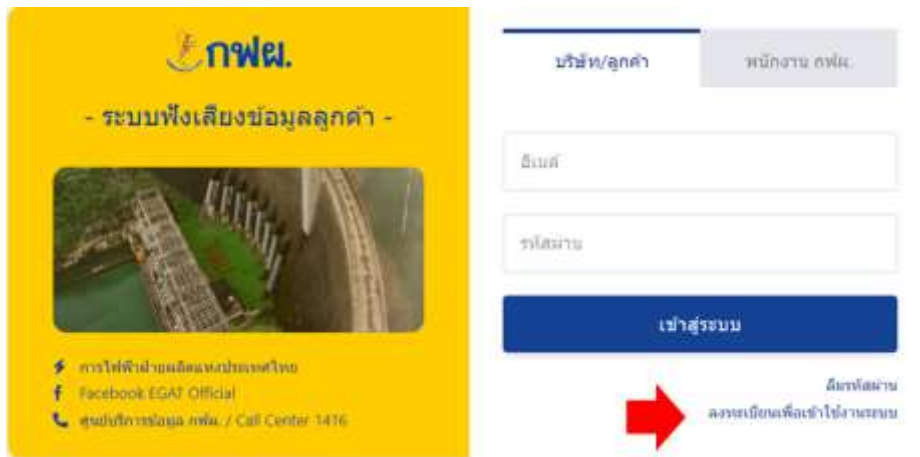 กฟผ.
- ระบบฟังเสียงข้อมูลลูกค้า -
การไฟฟ้าฝ่ายผลิตแห่งประเทศไทย
Facebook EGAT Official
ศูนย์บริการข้อมูล กฟผ. / Call Center 1416
บริษัท/ลูกค้า
พนักงาน กฟผ.
อีเมล์
รหัสผ่าน
เข้าสู่ระบบ
ลืมรหัสผ่าน
ลงทะเบียนเพื่อเข้าใช้งานระบบ